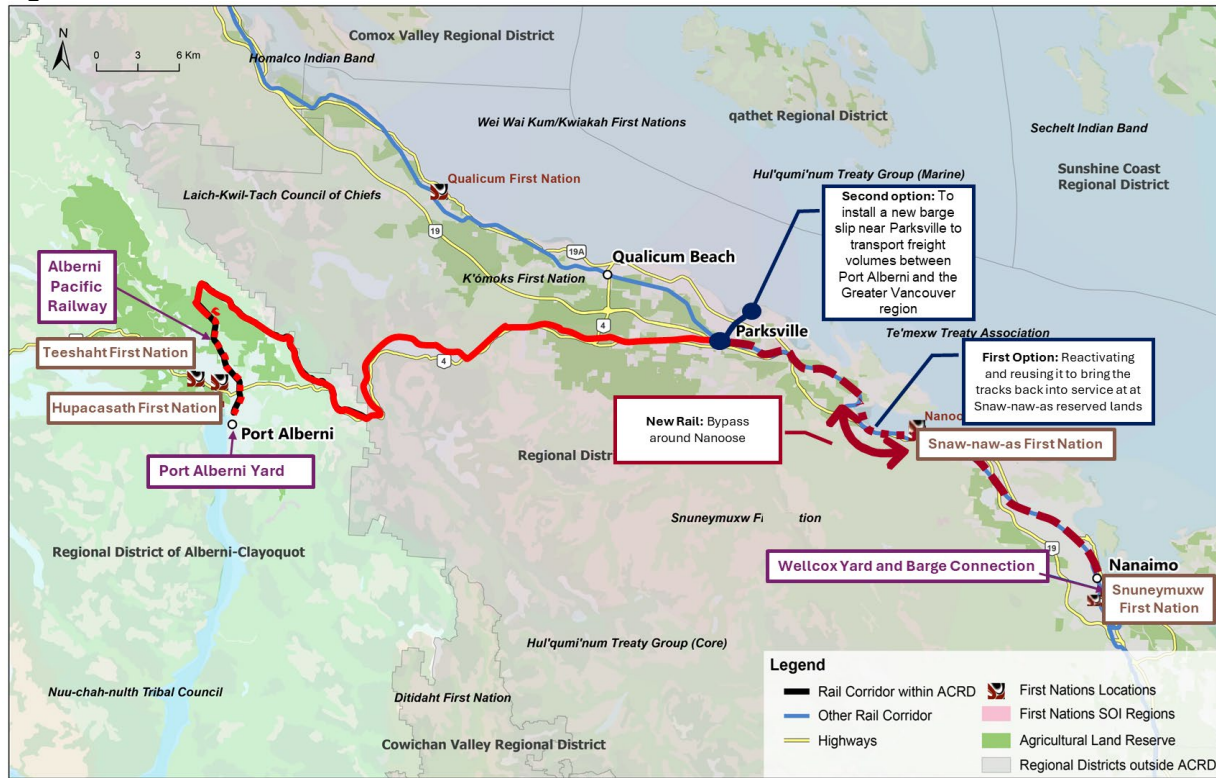 N
0 3 6 Km
Comox Valley Regional District
Homalco Indian Band
Wei Wai Kum/Kwiakah First Nations
qathet Regional District
Sechelt Indian Band
Sunshine Coast
Regional District
Hul'qumi'num Treaty Group (Marine)
Qualicum First Nation
Laich-Kwil-Tach Council of Chiefs
19
19A
Qualicum Beach
K'ómoks First Nation
Second option: To
install a new barge
slip near Parksville to
transport freight
volumes between
Port Alberni and the
Greater Vancouver
region
Alberni
Pacific
Railway
Teeshaht First Nation
Hupacasath First Nation
Port Alberni
Port Alberni Yard
4
4
Parksville
Te'mexw Treaty Association
First Option: Reactivating
and reusing it to bring the
tracks back into service at at
Snaw-naw-as reserved lands
New Rail: Bypass
around Nanoose
Nanoo
Snaw-naw-as First Nation
Regional Distr
Snuneymuxw F tion
Regional District of Alberni-Clayoquot
19
Wellcox Yard and Barge Connection
Nanaimo
Snuneymuxw
First Nation
Hul'qumi'num Treaty Group (Core)
Nuu-chah-nulth Tribal Council
Ditidaht First Nation
Cowichan Valley Regional District
Legend
Rail Corridor within ACRD
Other Rail Corridor
Highways
First Nations Locations
First Nations SOI Regions
Agricultural Land Reserve
Regional Districts outside ACRD